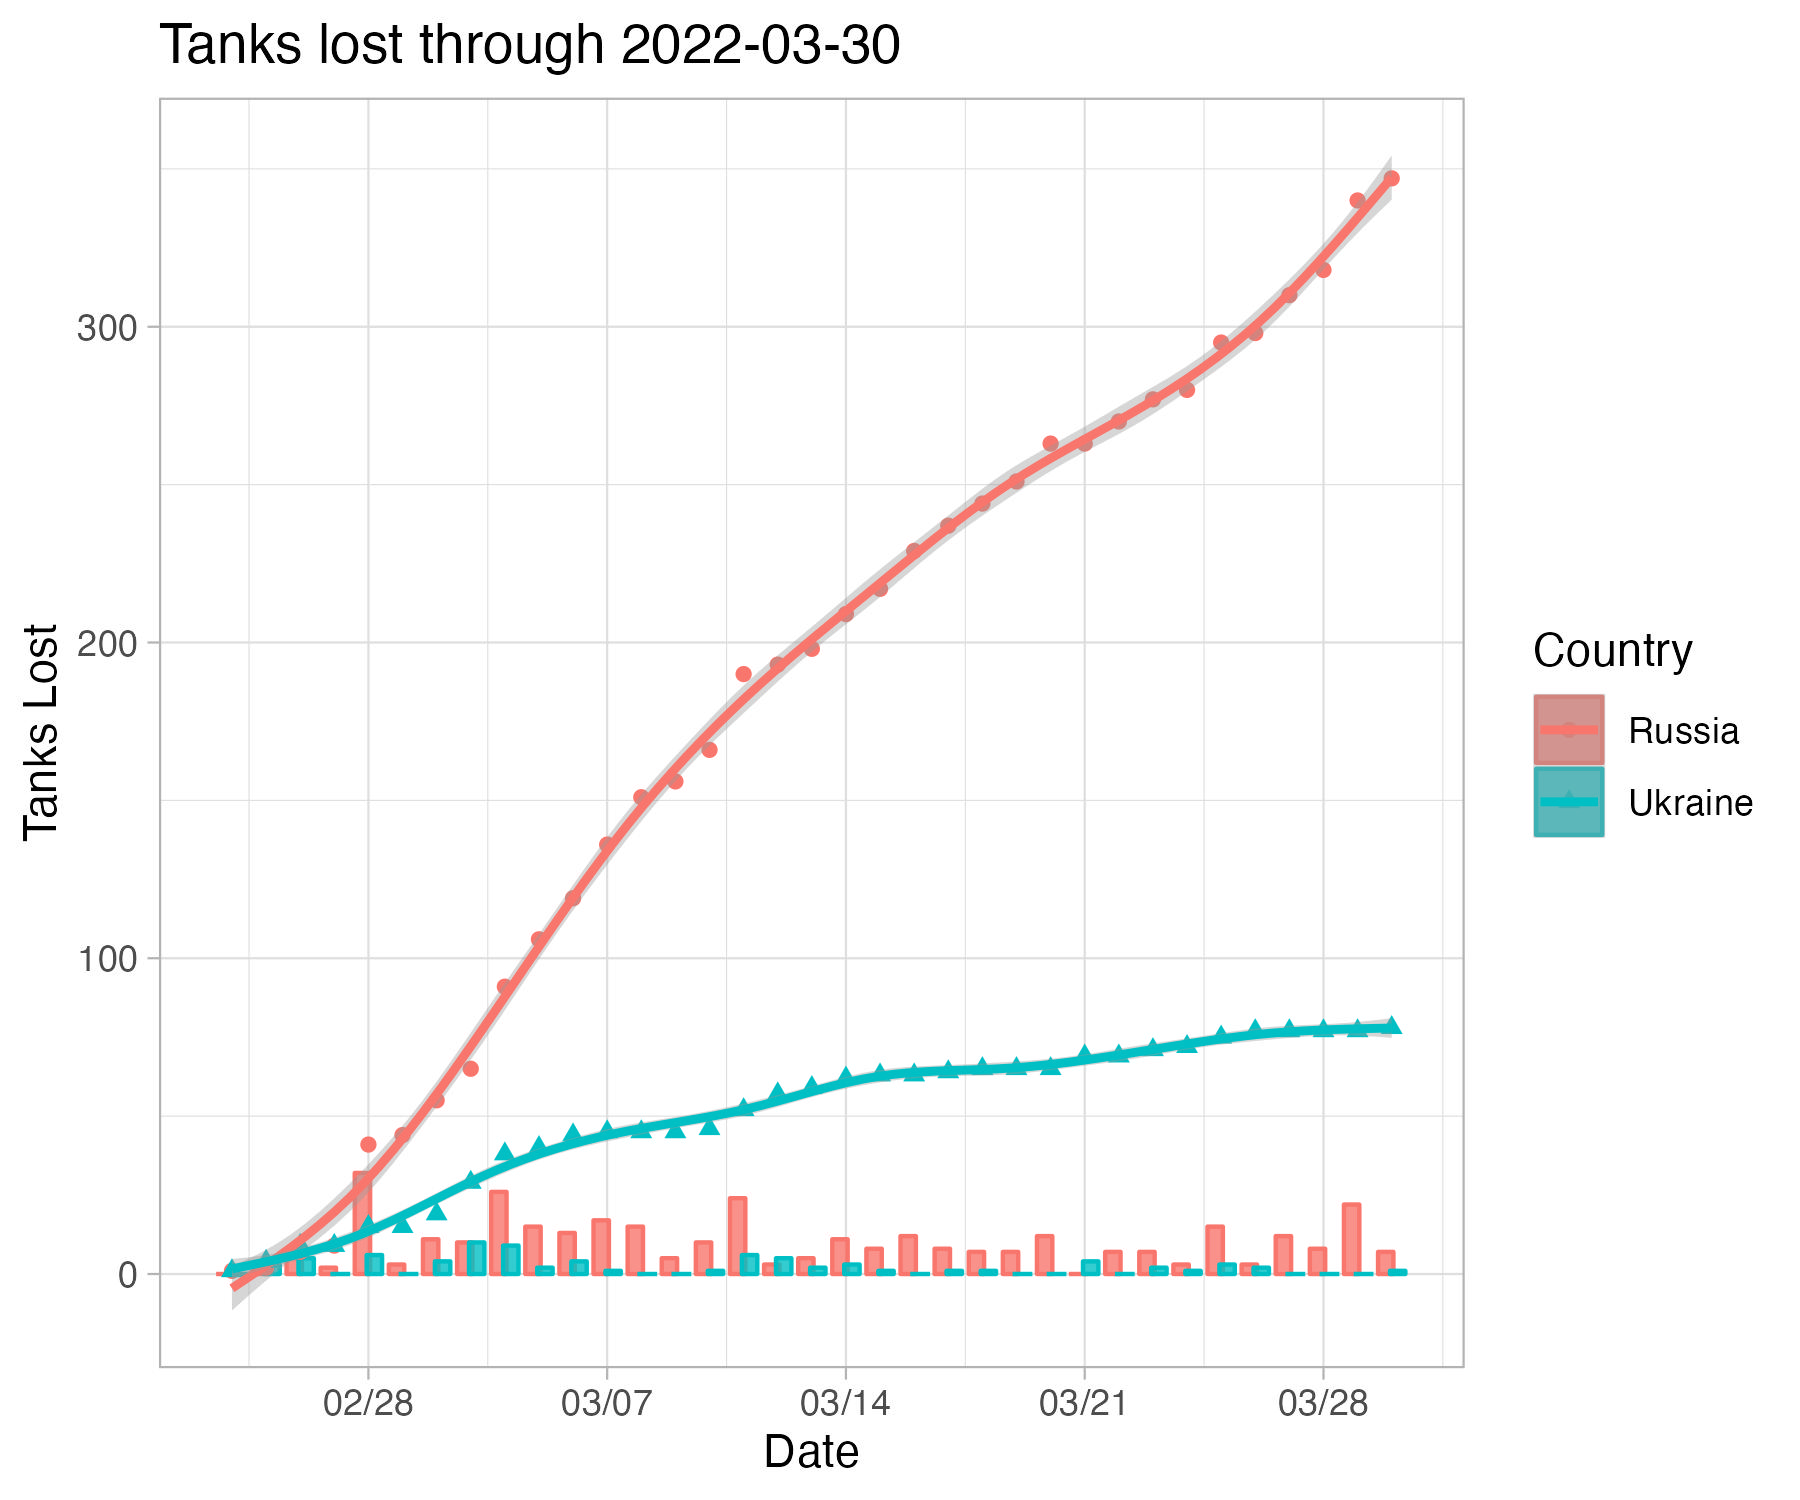 Tanks lost through 2022-03-30
Tanks Lost
300
200
100
0
02/28 03/07 03/14 03/21 03/28
Date
Country
Russia
Ukraine